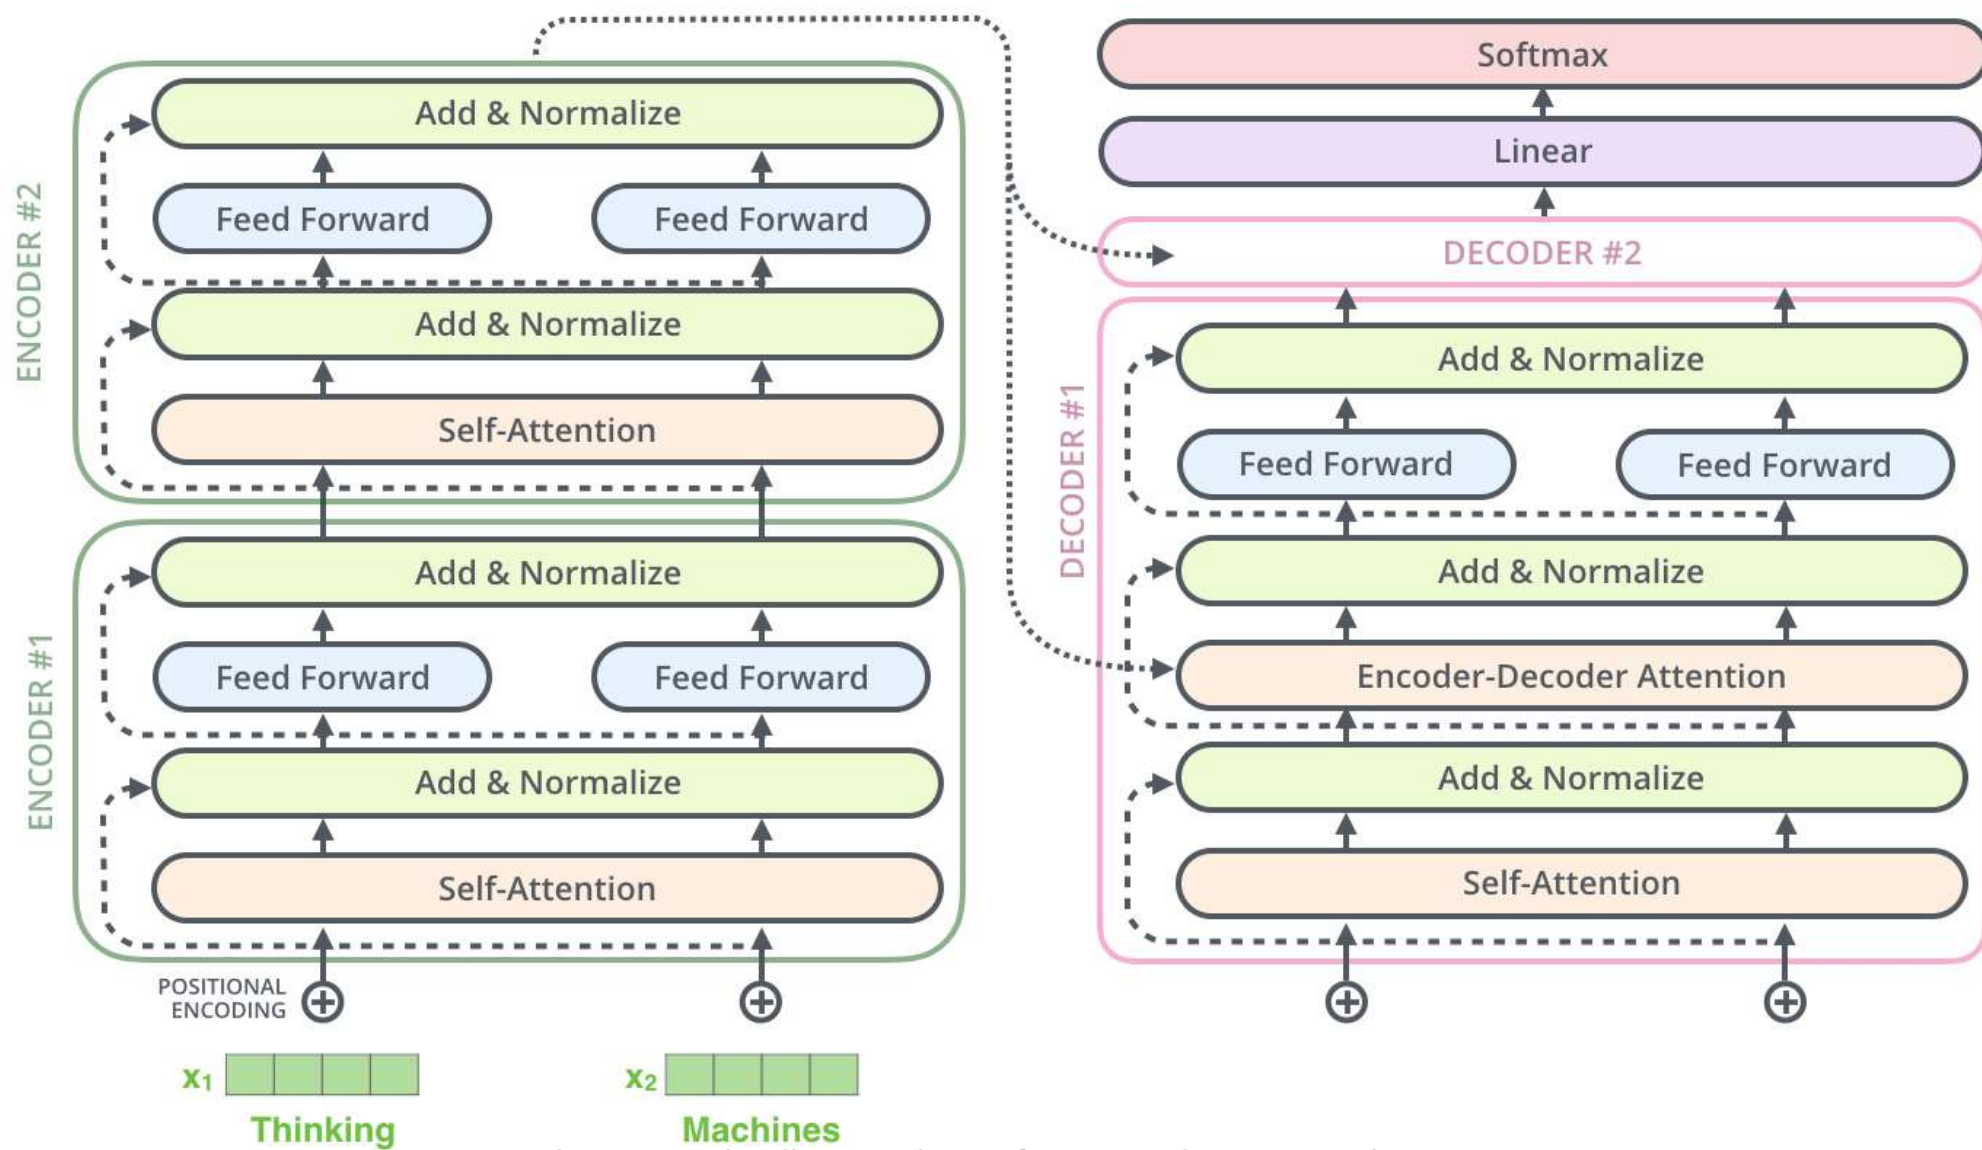 ENCODER #2
Add & Normalize
Feed Forward Feed Forward
Add & Normalize
Self-Attention
ENCODER #1
Add & Normalize
Feed Forward Feed Forward
Add & Normalize
Self-Attention
POSITIONAL
ENCODING
x₁ x₂
Thinking Machines
Softmax
Linear
DECODER #2
DECODER #1
Add & Normalize
Feed Forward Feed Forward
Add & Normalize
Encoder-Decoder Attention
Add & Normalize
Self-Attention